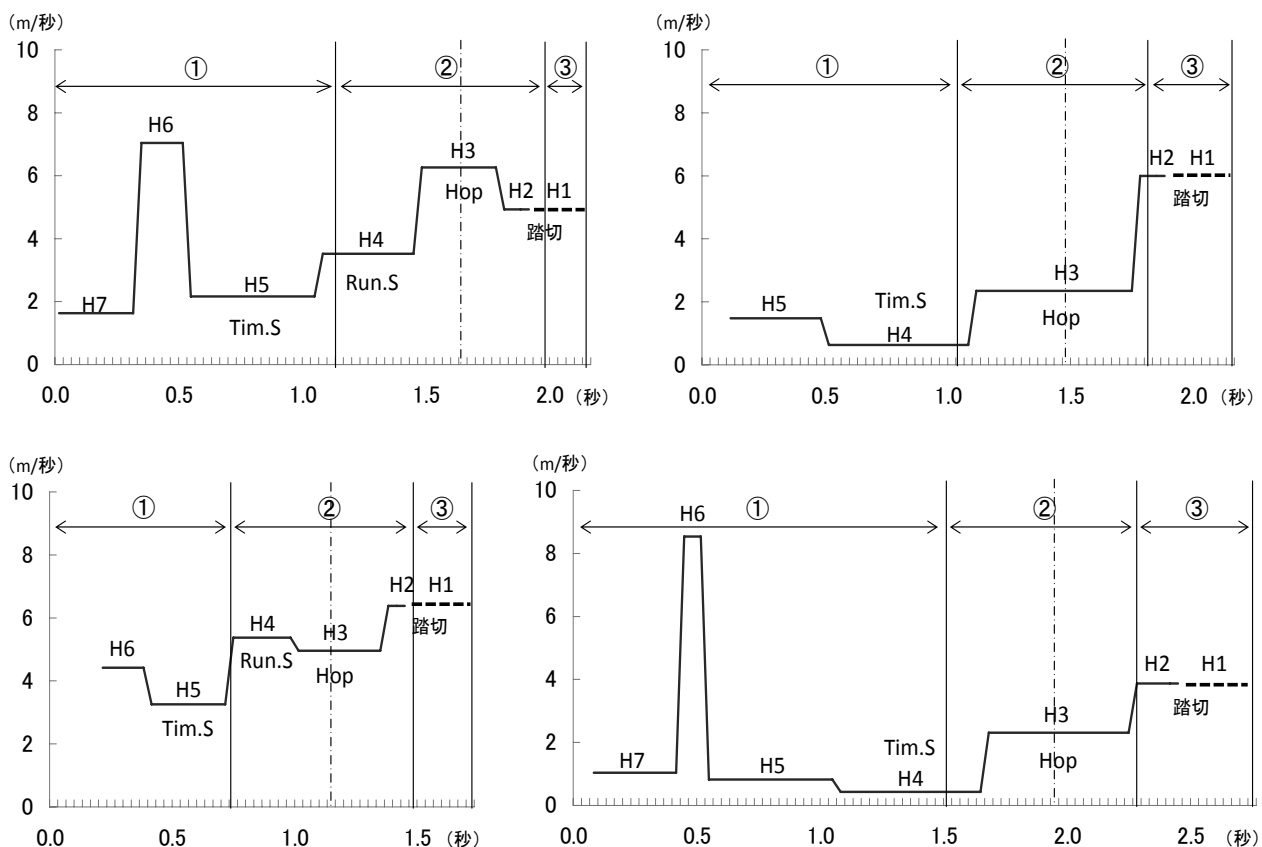 (m/秒)
10
8
6
4
2
0
① ② ③
H6
H3
Hop
H2 H1
踏切
H4
Run.S
H5
Tim.S
H7
0.0 0.5 1.0 1.5 2.0 (秒)
(m/秒)
10
8
6
4
2
0
① ② ③
H2 H1
踏切
H3
Hop
H5
Tim.S
H4
0.0 0.5 1.0 1.5 2.0 (秒)
(m/秒)
10
8
6
4
2
0
① ② ③
H2 H1
踏切
H4
Run.S
H3
Hop
H6
H5
Tim.S
0.0 0.5 1.0 1.5 (秒)
(m/秒)
10
8
6
4
2
0
① ② ③
H6
H2 H1
踏切
H3
Hop
Tim.S
H4
H7
H5
0.0 0.5 1.0 1.5 2.0 2.5 (秒)